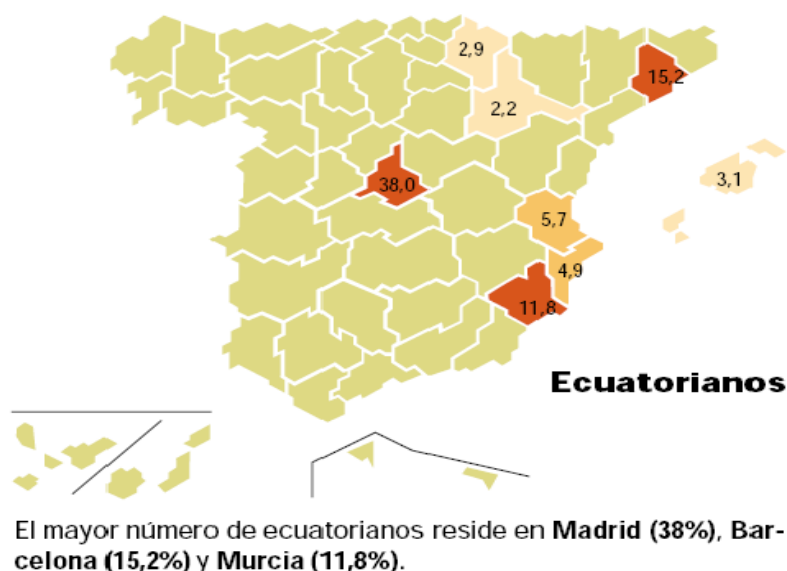 2,9
15,2
2,2
38,0
3,1
5,7
4,9
11,8
Ecuatorianos
El mayor número de ecuatorianos reside en Madrid (38%), Bar-
celona (15,2%) y Murcia (11,8%).